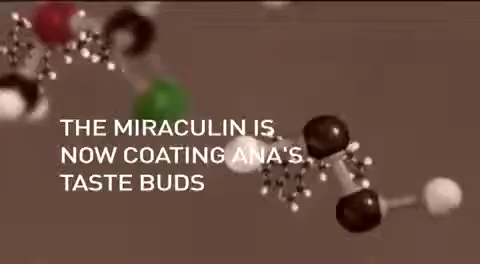 THE MIRACULIN IS
NOW COATING ANA'S
TASTE BUDS